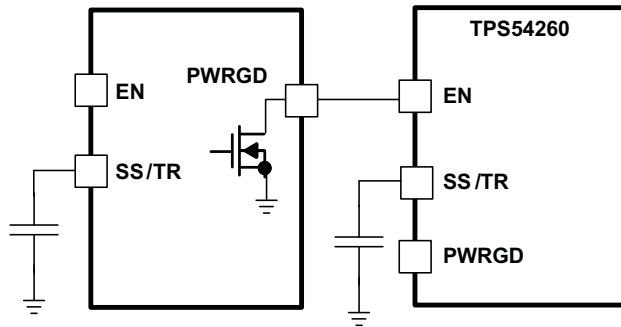 TPS54260
PWRGD
EN
EN
SS/TR
SS/TR
PWRGD